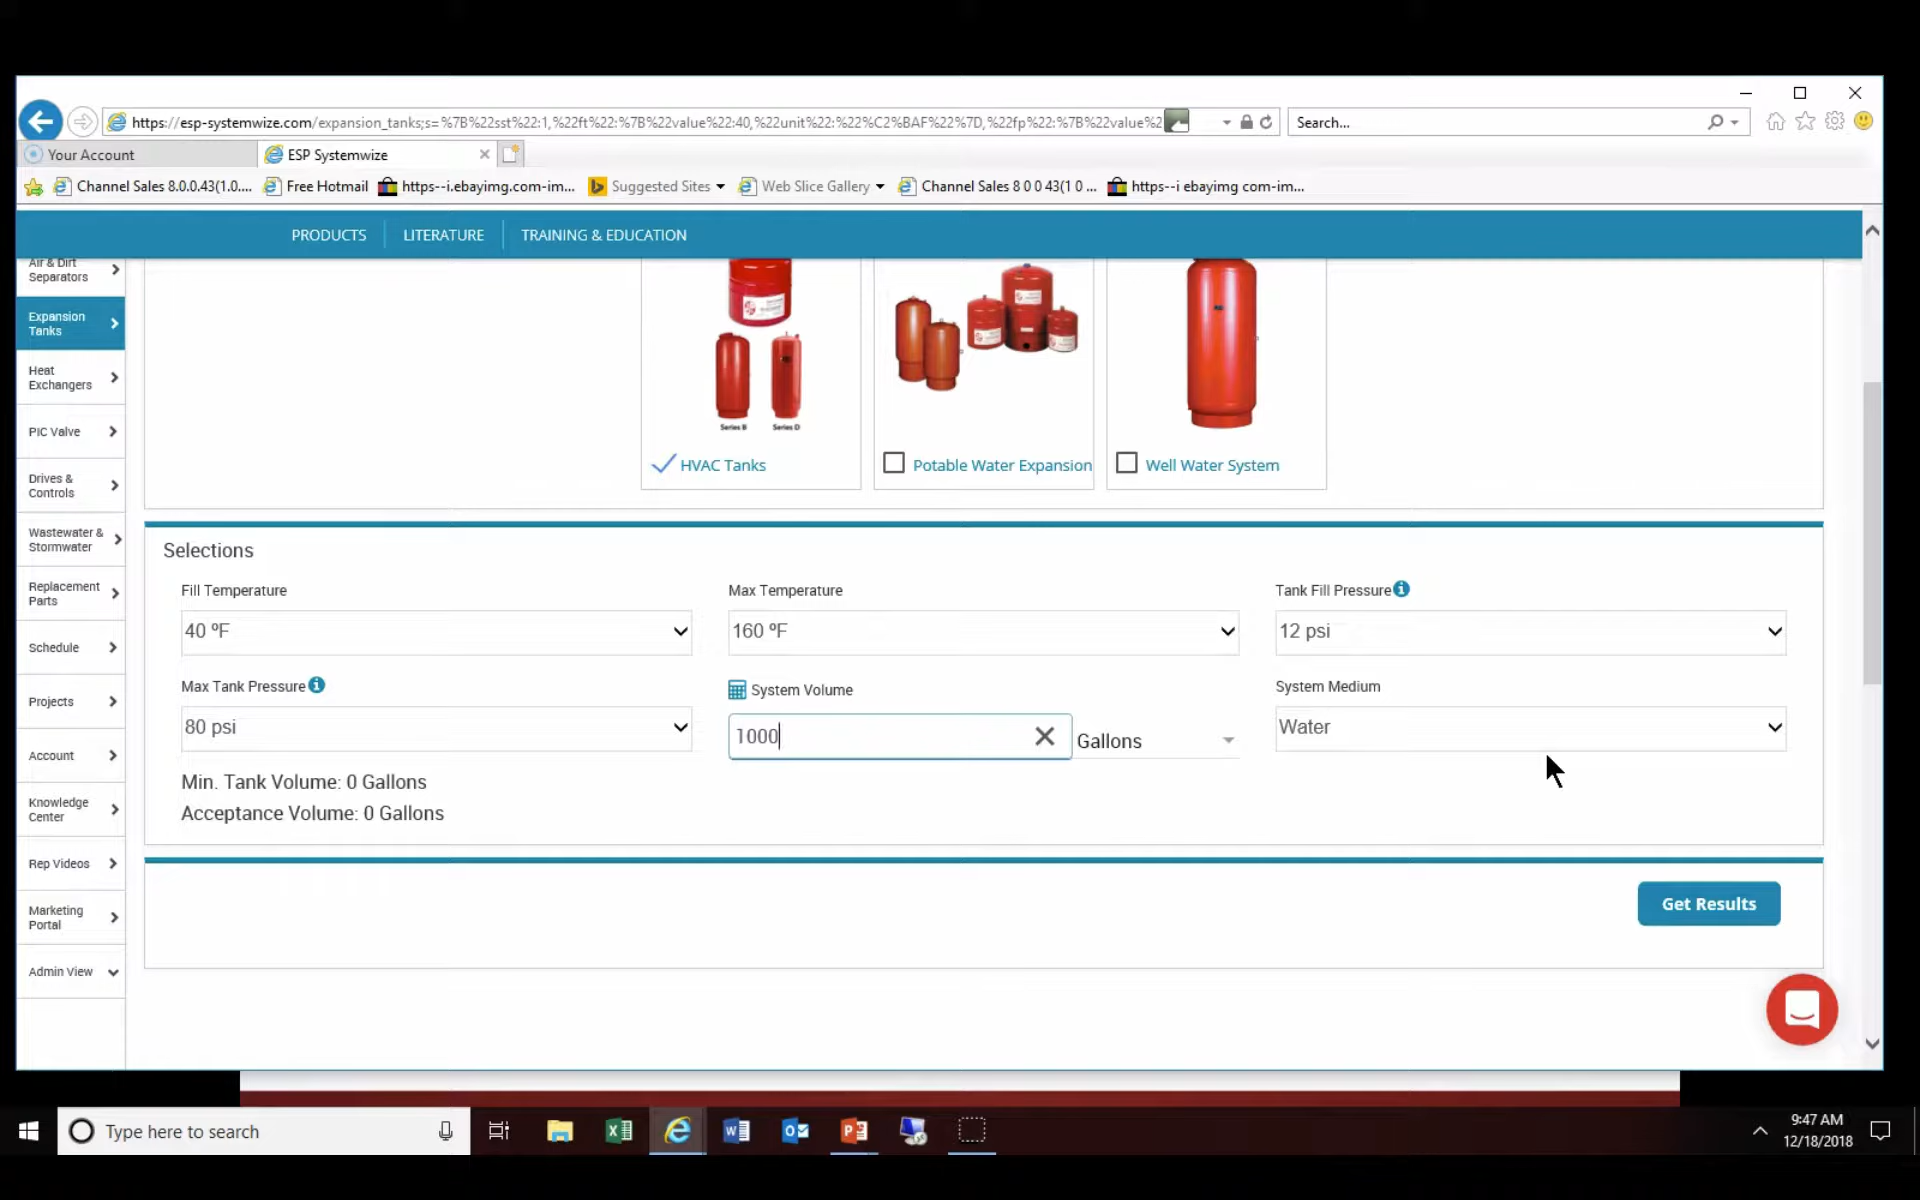 https://esp-systemwize.com/expansion_tanks;s=%7B%22sst%22:1,%22ft%22:%7B%22value%22:40,%22unit%22:%22%C2%BAF%22%7D,%22fp%22:%7B%22value%2
Search...
Your Account
ESP Systemwize
Channel Sales 8.0.0.43(1.0....
Free Hotmail
https--i.ebayimg.com-im...
Suggested Sites
Web Slice Gallery
Channel Sales 8 0 0 43(1 0 ...
https--i ebayimg com-im...
PRODUCTS
LITERATURE
TRAINING & EDUCATION
Air & Dirt
Separators
Expansion
Tanks
Heat
Exchangers
PIC Valve
Drives &
Controls
Wastewater &
Stormwater
Replacement
Parts
Schedule
Projects
Account
Knowledge
Center
Rep Videos
Marketing
Portal
Admin View
Series B
Series D
HVAC Tanks
Potable Water Expansion
Well Water System
Selections
Fill Temperature
Max Temperature
Tank Fill Pressure
40 ºF
160 ºF
12 psi
Max Tank Pressure
System Volume
System Medium
80 psi
1000
Gallons
Water
Min. Tank Volume: 0 Gallons
Acceptance Volume: 0 Gallons
Get Results
Type here to search
9:47 AM
12/18/2018